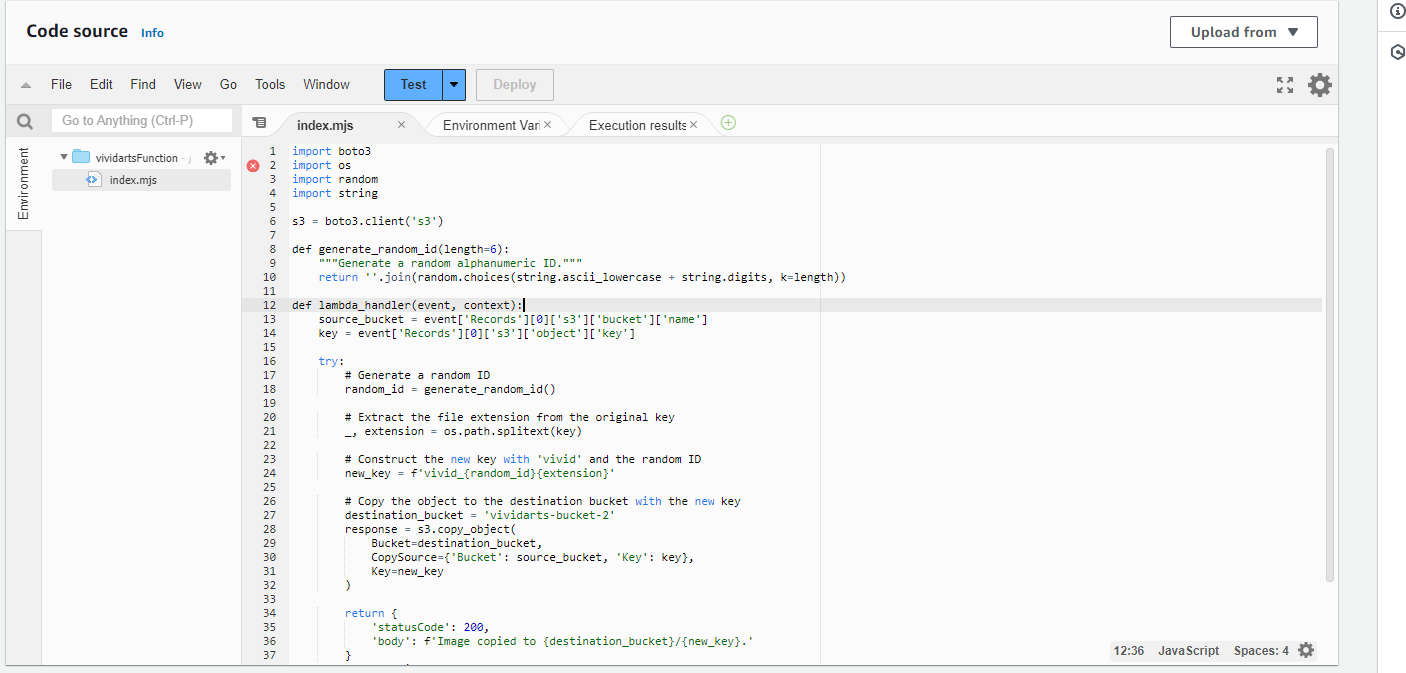 Code source Info
Upload from
File Edit Find View Go Tools Window Test Deploy
Go to Anything (Ctrl-P)
index.mjs Environment Vari Execution results
Environment
vividartsFunction - /
index.mjs
1 import boto3
2 import os
3 import random
4 import string
5
6 s3 = boto3.client('s3')
7
8 def generate_random_id(length=6):
9 """Generate a random alphanumeric ID."""
10 return ''.join(random.choices(string.ascii_lowercase + string.digits, k=length))
11
12 def lambda_handler(event, context):
13 source_bucket = event['Records'][0]['s3']['bucket']['name']
14 key = event['Records'][0]['s3']['object']['key']
15
16 try:
17 # Generate a random ID
18 random_id = generate_random_id()
19
20 # Extract the file extension from the original key
21 _, extension = os.path.splitext(key)
22
23 # Construct the new key with 'vivid' and the random ID
24 new_key = f'vivid_{random_id}{extension}'
25
26 # Copy the object to the destination bucket with the new key
27 destination_bucket = 'vividarts-bucket-2'
28 response = s3.copy_object(
29 Bucket=destination_bucket,
30 CopySource={'Bucket': source_bucket, 'Key': key},
31 Key=new_key
32 )
33
34 return {
35 'statusCode': 200,
36 'body': f'Image copied to {destination_bucket}/{new_key}.'
37 }
12:36 JavaScript Spaces: 4